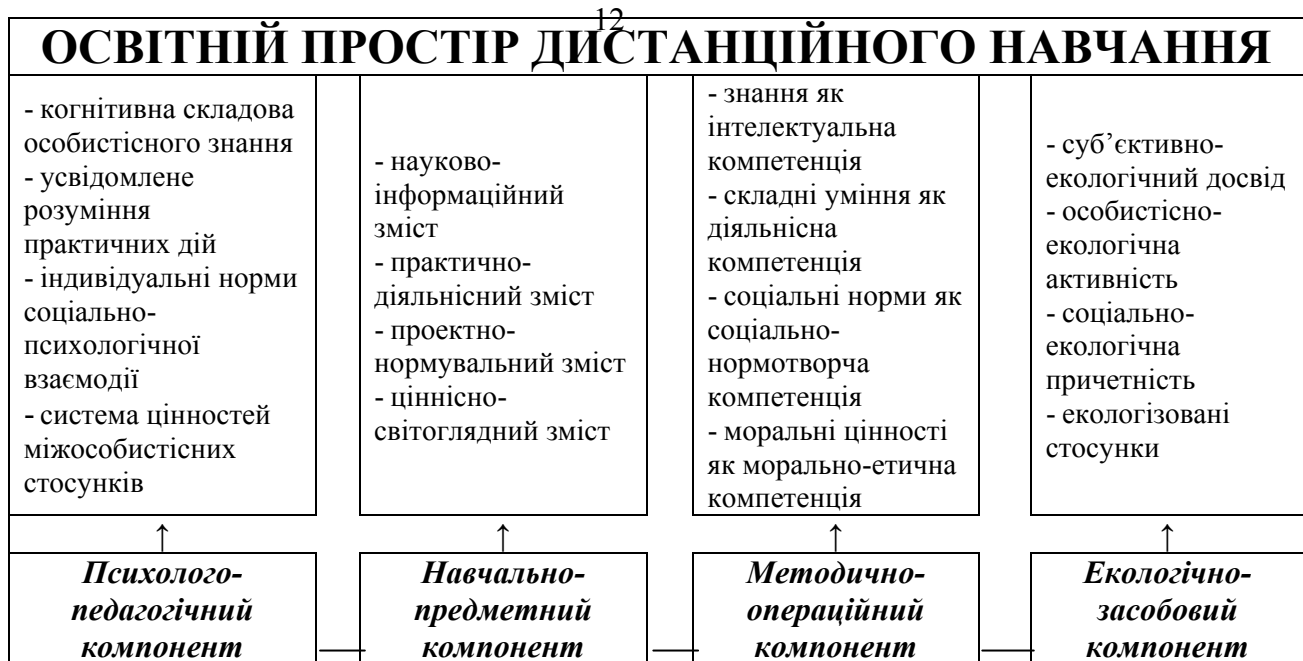 12
ОСВІТНІЙ ПРОСТІР ДИСТАНЦІЙНОГО НАВЧАННЯ
- когнітивна складова
особистісного знання
- усвідомлене
розуміння
практичних дій
- індивідуальні норми
соціально-
психологічної
взаємодії
- система цінностей
міжособистісних
стосунків
- науково-
інформаційний
зміст
- практично-
діяльнісний зміст
- проектно-
нормувальний зміст
- ціннісно-
світоглядний зміст
- знання як
інтелектуальна
компетенція
- складні уміння як
діяльнісна
компетенція
- соціальні норми як
соціально-
нормотворча
компетенція
- моральні цінності
як морально-етична
компетенція
- суб’єктивно-
екологічний досвід
- особистісно-
екологічна
активність
- соціально-
екологічна
причетність
- екологізовані
стосунки
↑
↑
↑
↑
Психолого-
педагогічний
компонент
Навчально-
предметний
компонент
Методично-
операційний
компонент
Екологічно-
засобовий
компонент